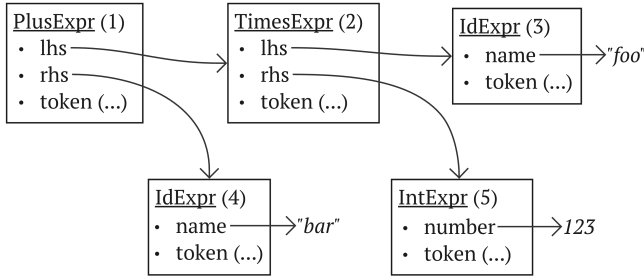 PlusExpr (1)
• lhs
• rhs
• token (...)
TimesExpr (2)
• lhs
• rhs
• token (...)
IdExpr (3)
• name
• token (...)
"foo"
IdExpr (4)
• name
• token (...)
"bar"
IntExpr (5)
• number
• token (...)
123